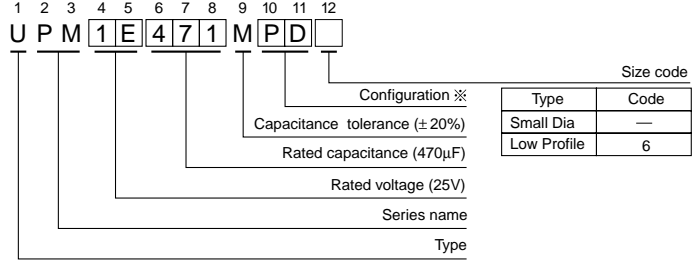 1 2 3 4 5 6 7 8 9 10 11 12
U P M 1 E 4 7 1 M P D
Size code
Configuration ※
Capacitance tolerance (±20%)
Rated capacitance (470μF)
Rated voltage (25V)
Series name
Type
Type Code
Small Dia —
Low Profile 6